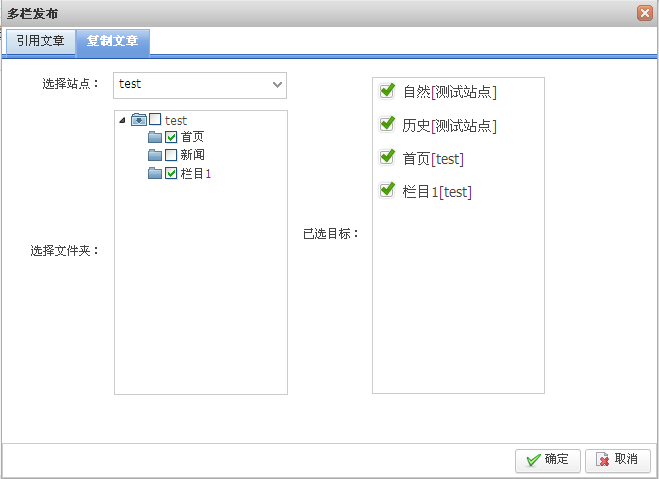 多栏发布
引用文章 复制文章
选择站点： test
test
首页
新闻
栏目1
选择文件夹：
已选目标：
自然[测试站点]
历史[测试站点]
首页[test]
栏目1[test]
确定 取消